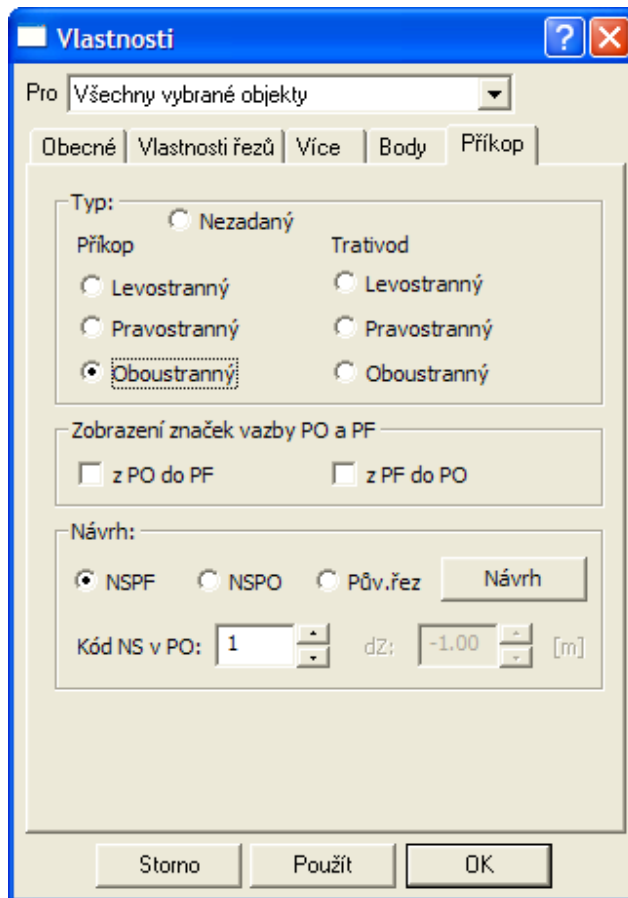 Vlastnosti
Pro Všechny vybrané objekty
Obecné Vlastnosti řezů Více Body Příkop
Typ:
Nezadaný
Příkop Trativod
Levostranný Levostranný
Pravostranný Pravostranný
Oboustranný Oboustranný
Zobrazení značek vazby PO a PF
z PO do PF z PF do PO
Návrh:
NSPF NSPO Pův.řez Návrh
Kód NS v PO: 1 dZ: -1.00 [m]
Storno Použít OK